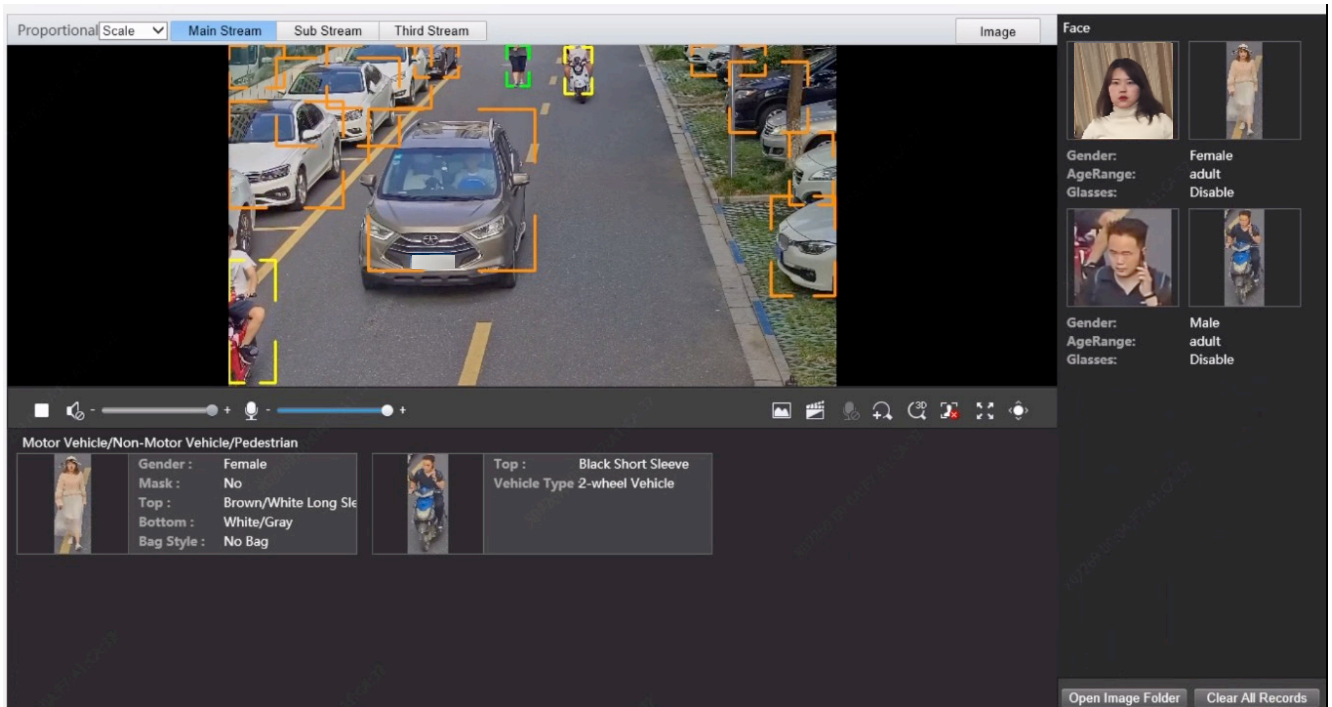 Proportional Scale Main Stream Sub Stream Third Stream Image
Face
Gender: Female
AgeRange: adult
Glasses: Disable
Gender: Male
AgeRange: adult
Glasses: Disable
- + - +
3D
Motor Vehicle/Non-Motor Vehicle/Pedestrian
Gender : Female
Mask : No
Top : Brown/White Long Sle
Bottom : White/Gray
Bag Style : No Bag
Top : Black Short Sleeve
Vehicle Type : 2-wheel Vehicle
Open Image Folder Clear All Records